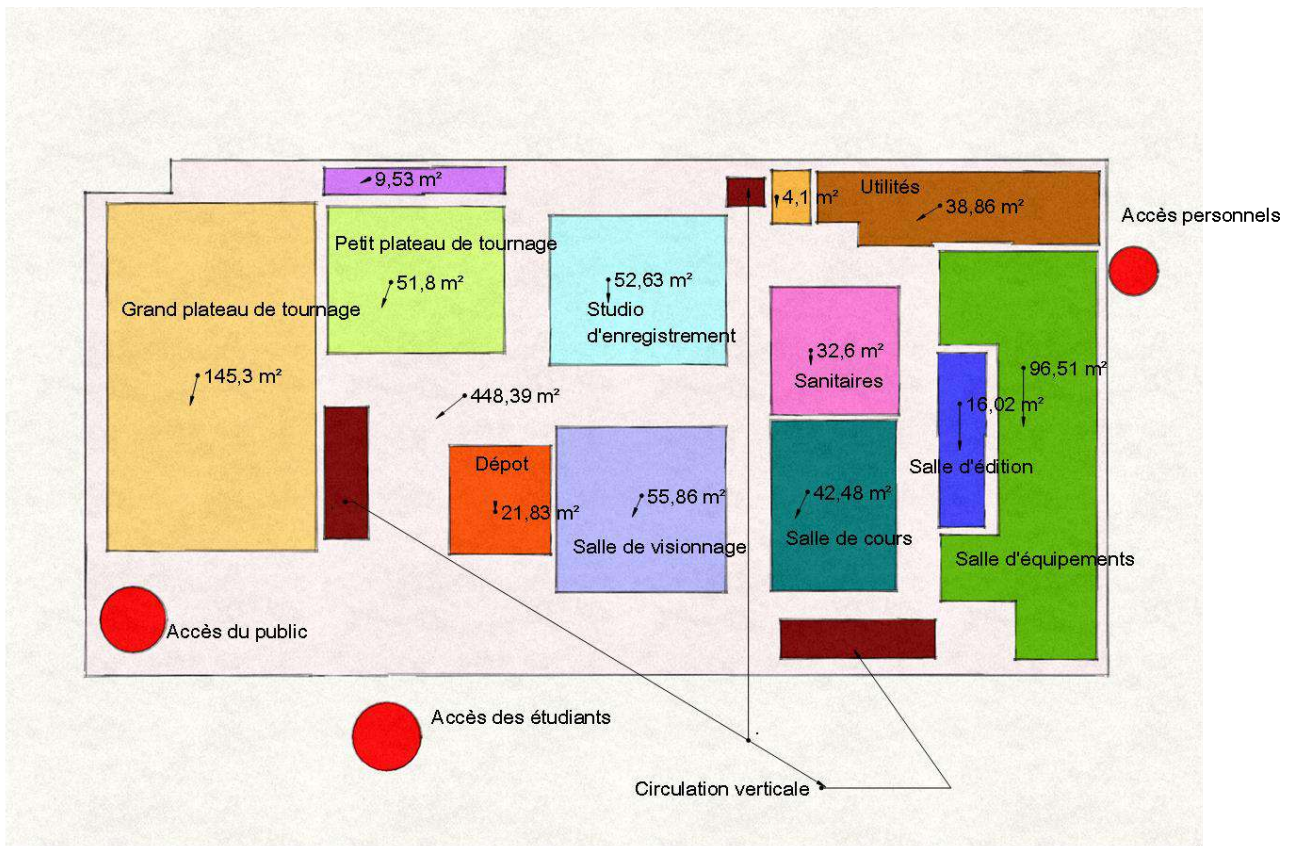 9,53 m²
4,1 m²
Utilités
38,86 m²
Accès personnels
Petit plateau de tournage
51,8 m²
52,63 m²
Studio
d'enregistrement
Grand plateau de tournage
145,3 m²
448,39 m²
32,6 m²
Sanitaires
96,51 m²
16,02 m²
Salle d'édition
Dépot
21,83 m²
55,86 m²
Salle de visionnage
42,48 m²
Salle de cours
Salle d'équipements
Accès du public
Accès des étudiants
Circulation verticale